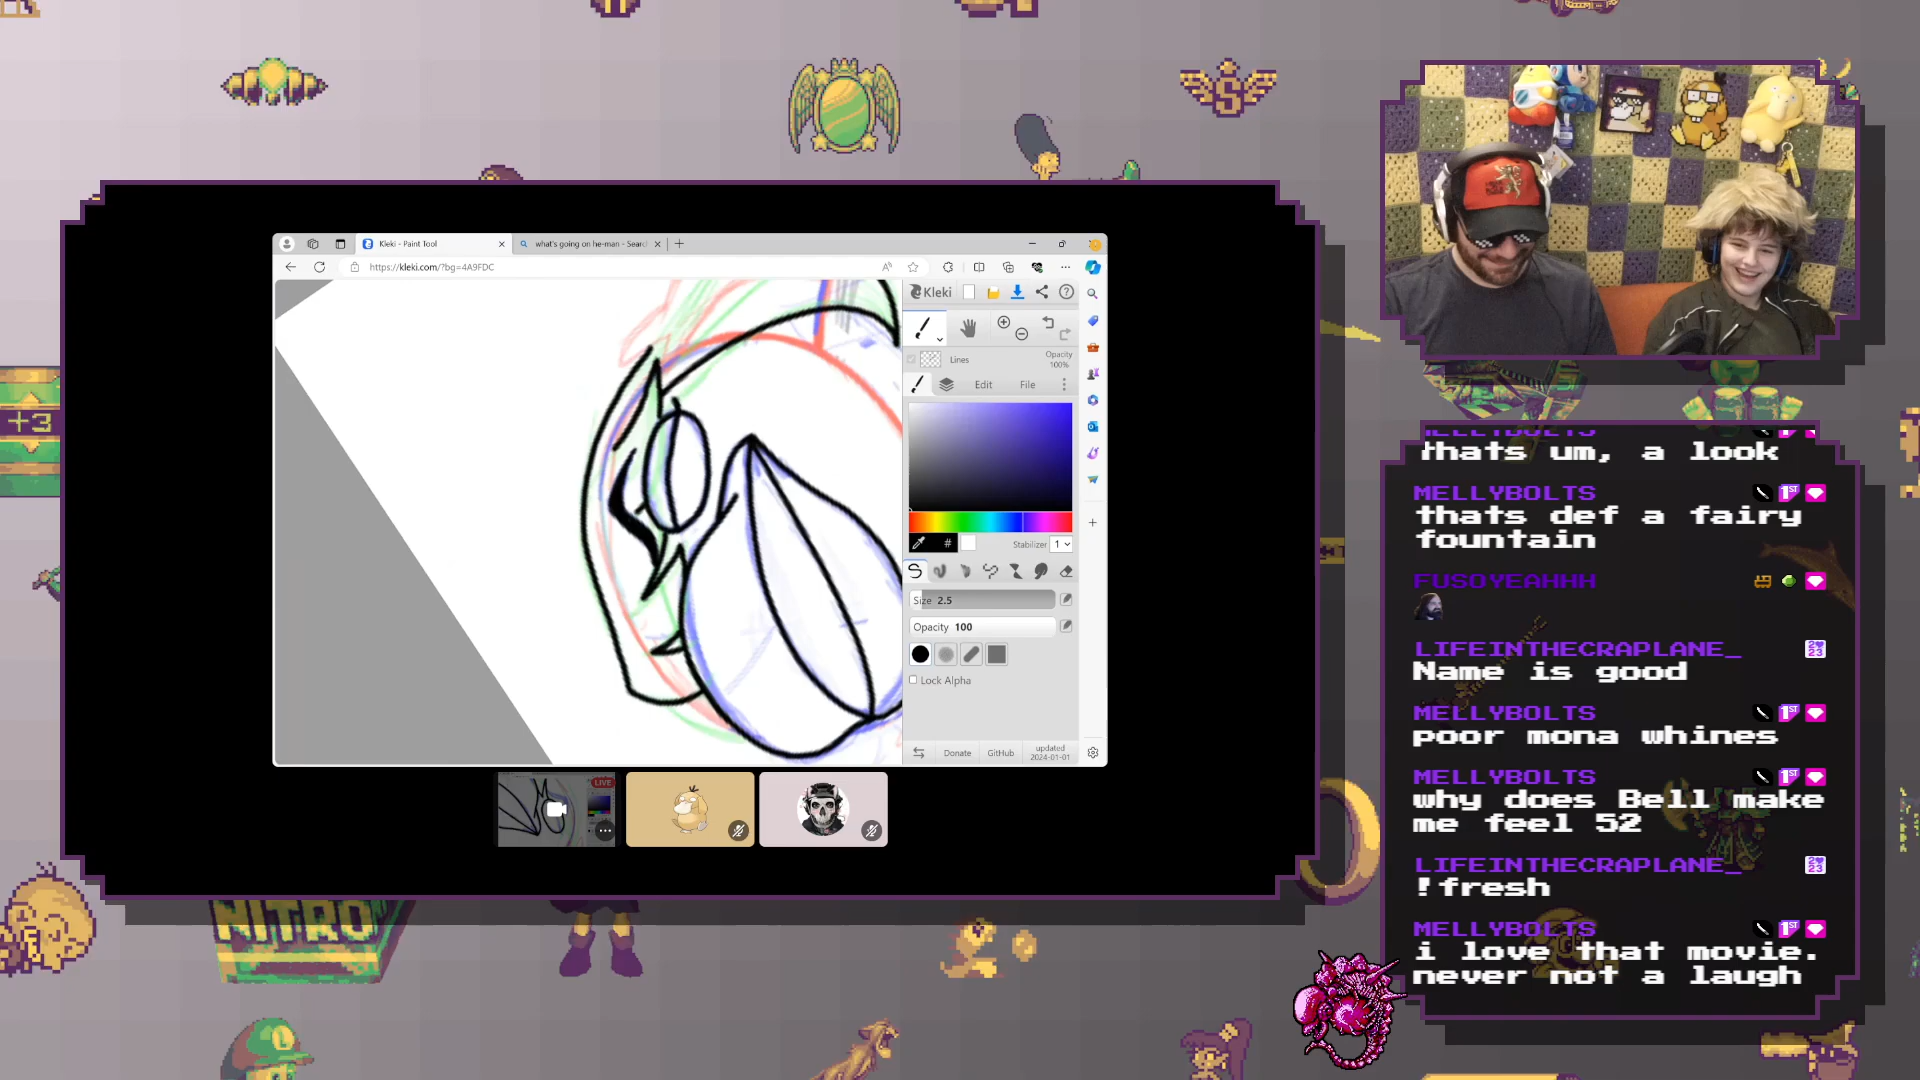 Kleki - Paint Tool
what's going on he-man - Sear
https://kleki.com/?bg=4A9FDC
Kleki
Lines
Opacity
100%
Edit
File
#
Stabilizer
1
Size 2.5
Opacity 100
Lock Alpha
Donate
GitHub
updated
2024-01-01
LIVE
+3
NITRO
S
MELLYBOLTS
thats um, a look
MELLYBOLTS
thats def a fairy
fountain
FUSOYEAHHH
LIFEINTHECRAPLANE_
Name is good
MELLYBOLTS
poor mona whines
MELLYBOLTS
why does Bell make
me feel 52
LIFEINTHECRAPLANE_
!fresh
MELLYBOLTS
i love that movie.
never not a laugh